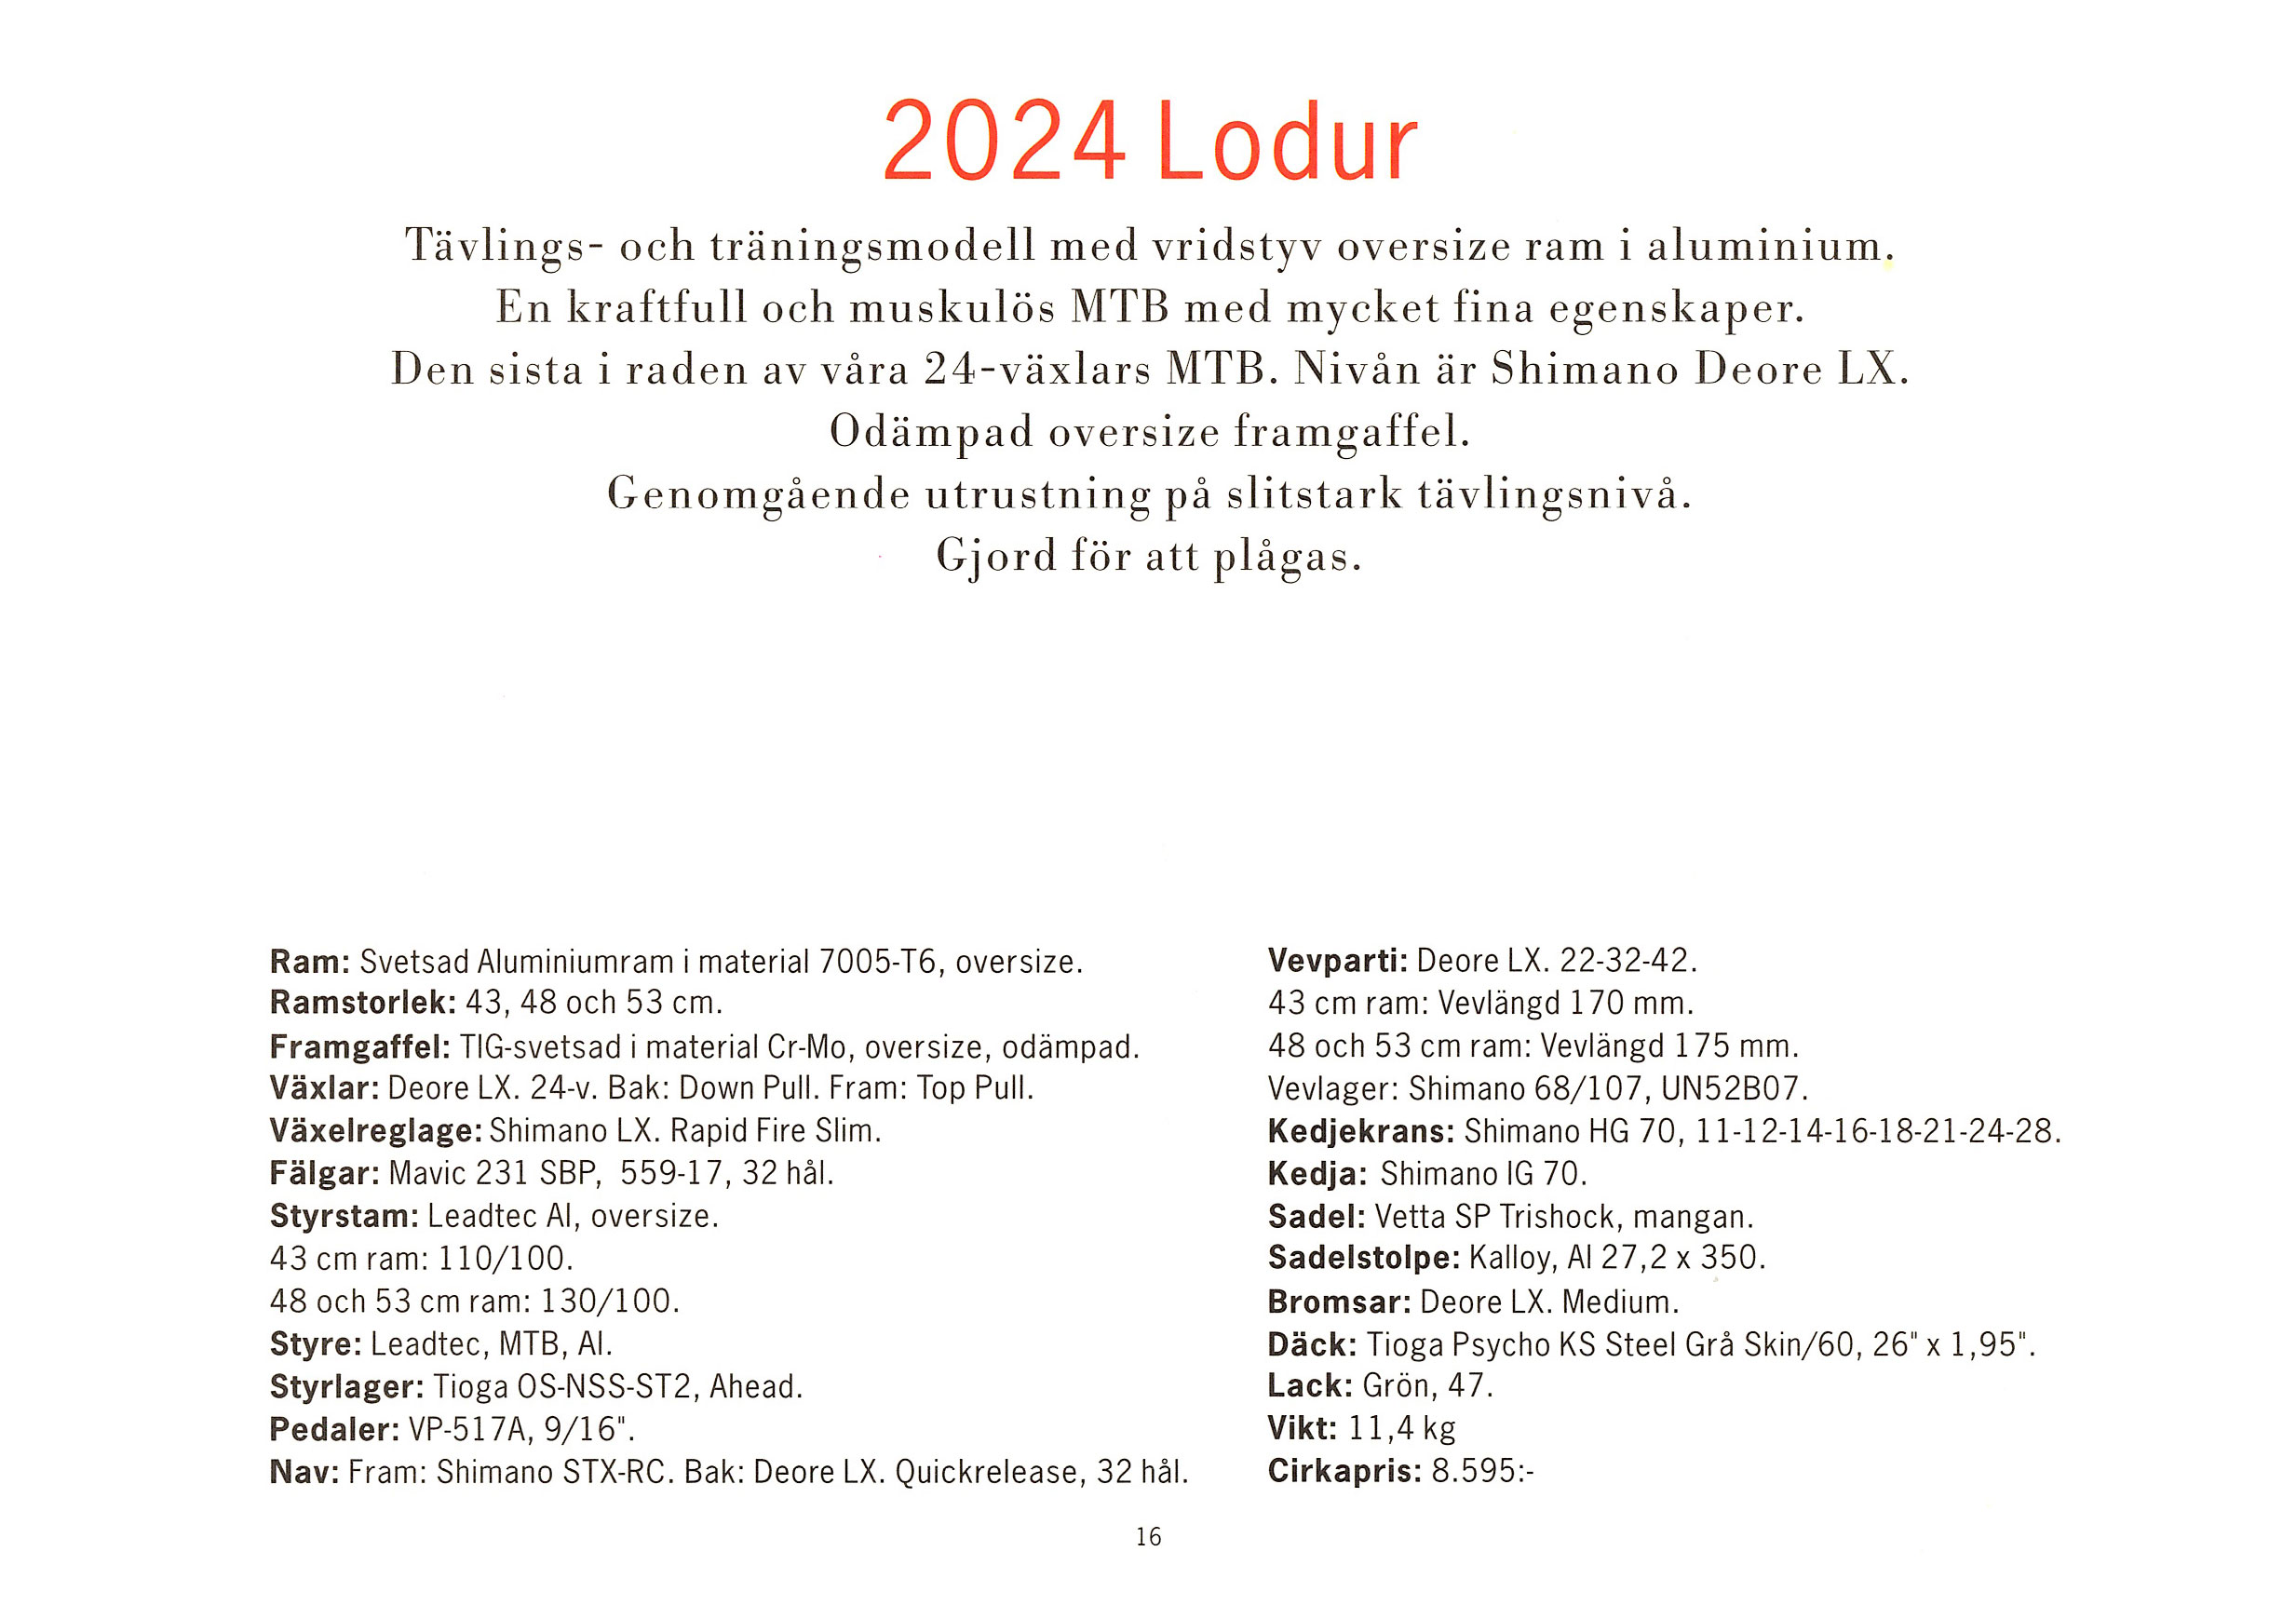 2024 Lodur
Tävlings- och träningsmodell med vridstyv oversize ram i aluminium.
En kraftfull och muskulös MTB med mycket fina egenskaper.
Den sista i raden av våra 24-växlars MTB. Nivån är Shimano Deore LX.
Odämpad oversize framgaffel.
Genomgående utrustning på slitstark tävlingsnivå.
Gjord för att plågas.
Ram: Svetsad Aluminiumram i material 7005-T6, oversize.
Ramstorlek: 43, 48 och 53 cm.
Framgaffel: TIG-svetsad i material Cr-Mo, oversize, odämpad.
Växlar: Deore LX. 24-v. Bak: Down Pull. Fram: Top Pull.
Växelreglage: Shimano LX. Rapid Fire Slim.
Fälgar: Mavic 231 SBP, 559-17, 32 hål.
Styrstam: Leadtec Al, oversize.
43 cm ram: 110/100.
48 och 53 cm ram: 130/100.
Styre: Leadtec, MTB, Al.
Styrlager: Tioga OS-NSS-ST2, Ahead.
Pedaler: VP-517A, 9/16".
Nav: Fram: Shimano STX-RC. Bak: Deore LX. Quickrelease, 32 hål.
Vevparti: Deore LX. 22-32-42.
43 cm ram: Vevlängd 170 mm.
48 och 53 cm ram: Vevlängd 175 mm.
Vevlager: Shimano 68/107, UN52B07.
Kedjekrans: Shimano HG 70, 11-12-14-16-18-21-24-28.
Kedja: Shimano IG 70.
Sadel: Vetta SP Trishock, mangan.
Sadelstolpe: Kalloy, Al 27,2 x 350.
Bromsar: Deore LX. Medium.
Däck: Tioga Psycho KS Steel Grå Skin/60, 26" x 1,95".
Lack: Grön, 47.
Vikt: 11,4 kg
Cirkapris: 8.595:-
16